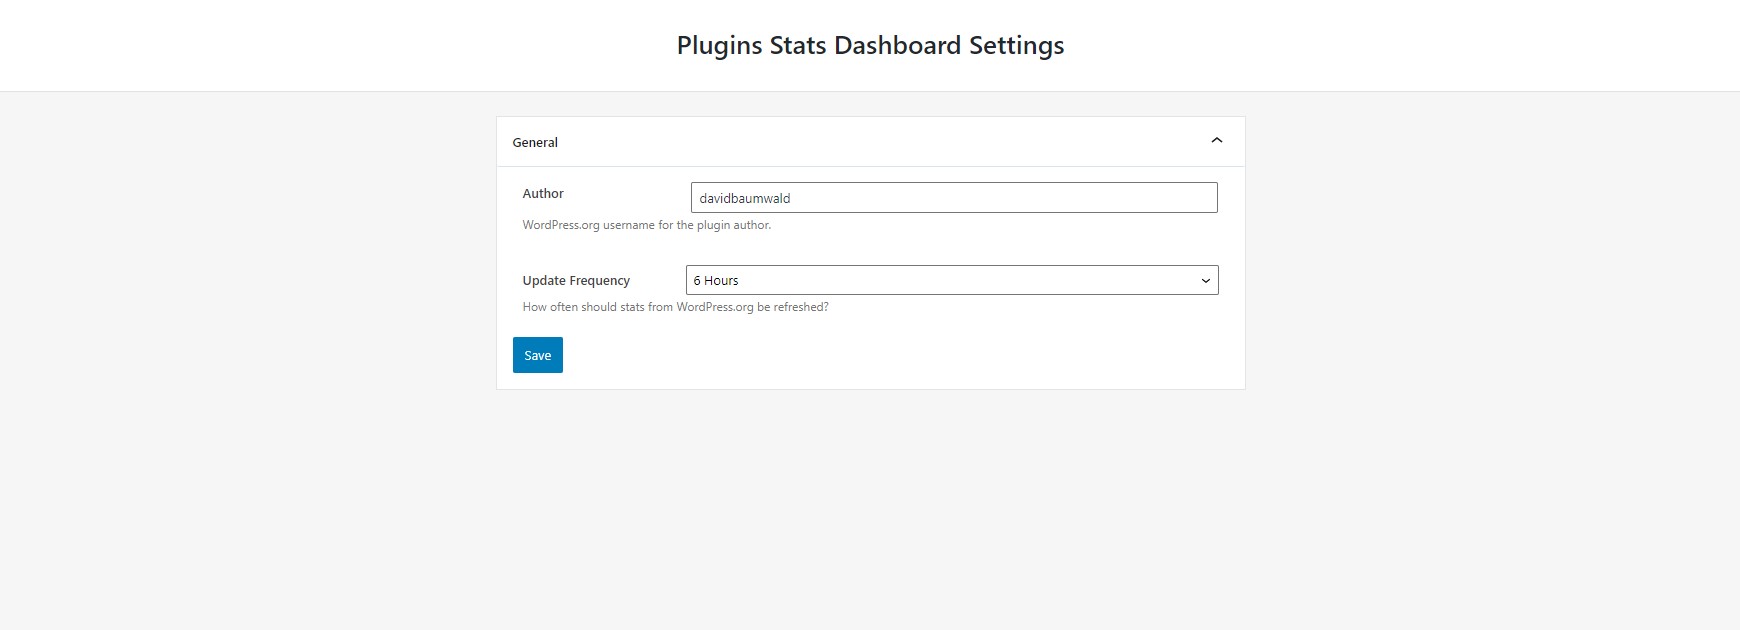 Plugins Stats Dashboard Settings
General
Author
davidbaumwald
WordPress.org username for the plugin author.
Update Frequency
6 Hours
How often should stats from WordPress.org be refreshed?
Save